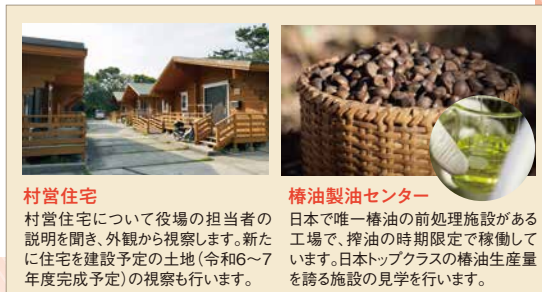 村営住宅
村営住宅について役場の担当者の
説明を聞き、外観から視察します。新た
に住宅を建設予定の土地(令和6〜7
年度完成予定)の視察も行います。
椿油製油センター
日本で唯一椿油の前処理施設がある
工場で、搾油の時期限定で稼働して
います。日本トップクラスの椿油生産量
を誇る施設の見学を行います。